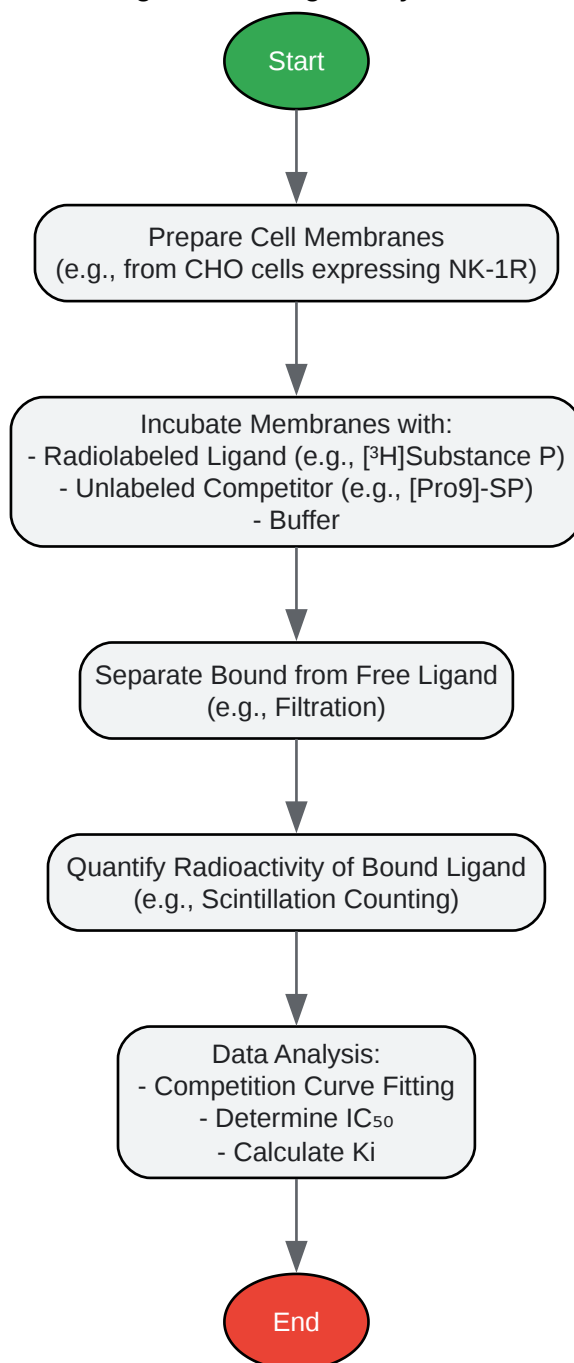 Start
Prepare Cell Membranes
(e.g., from CHO cells expressing NK-1R)
Incubate Membranes with:
- Radiolabeled Ligand (e.g., [³H]Substance P)
- Unlabeled Competitor (e.g., [Pro9]-SP)
- Buffer
Separate Bound from Free Ligand
(e.g., Filtration)
Quantify Radioactivity of Bound Ligand
(e.g., Scintillation Counting)
Data Analysis:
- Competition Curve Fitting
- Determine IC₅₀
- Calculate Ki
End